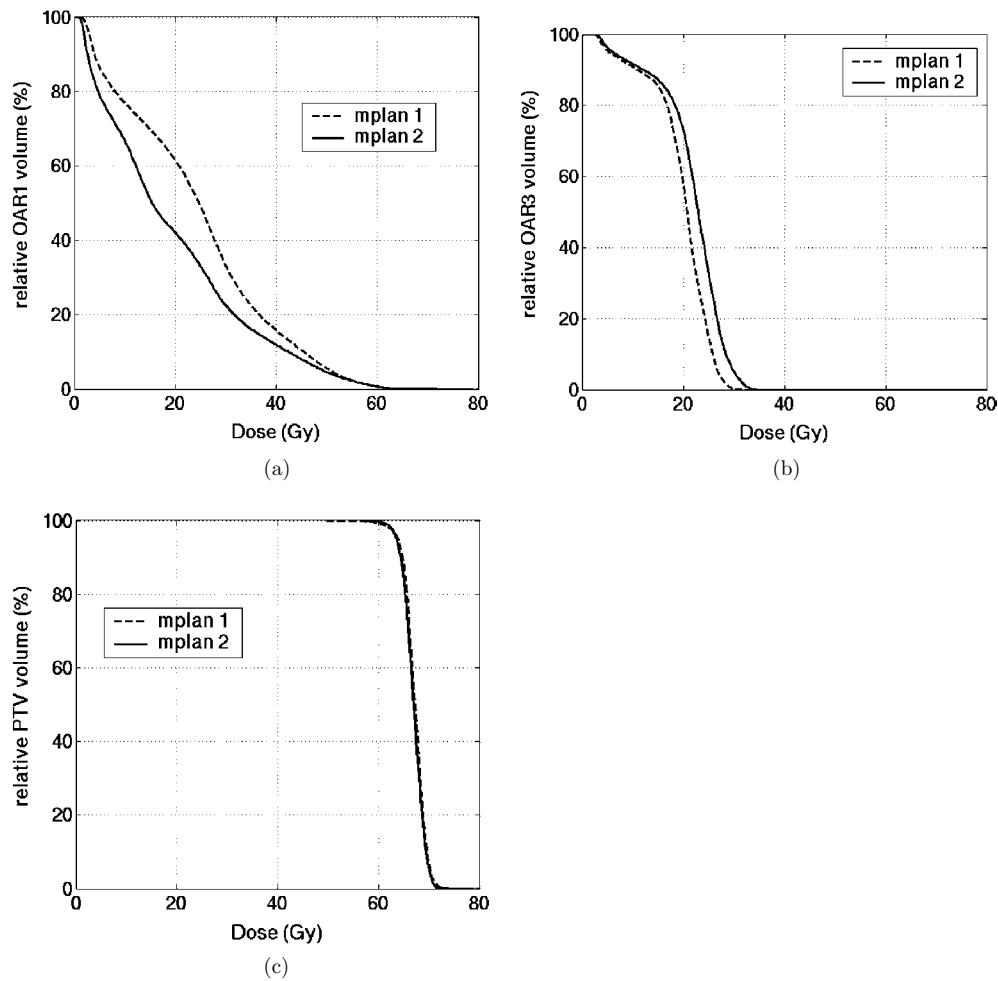 100
80
60
40
20
0
relative OAR1 volume (%)
mplan 1
mplan 2
0 20 40 60 80
Dose (Gy)
(a)
100
80
60
40
20
0
relative OAR3 volume (%)
mplan 1
mplan 2
0 20 40 60 80
Dose (Gy)
(b)
100
80
60
40
20
0
relative PTV volume (%)
mplan 1
mplan 2
0 20 40 60 80
Dose (Gy)
(c)